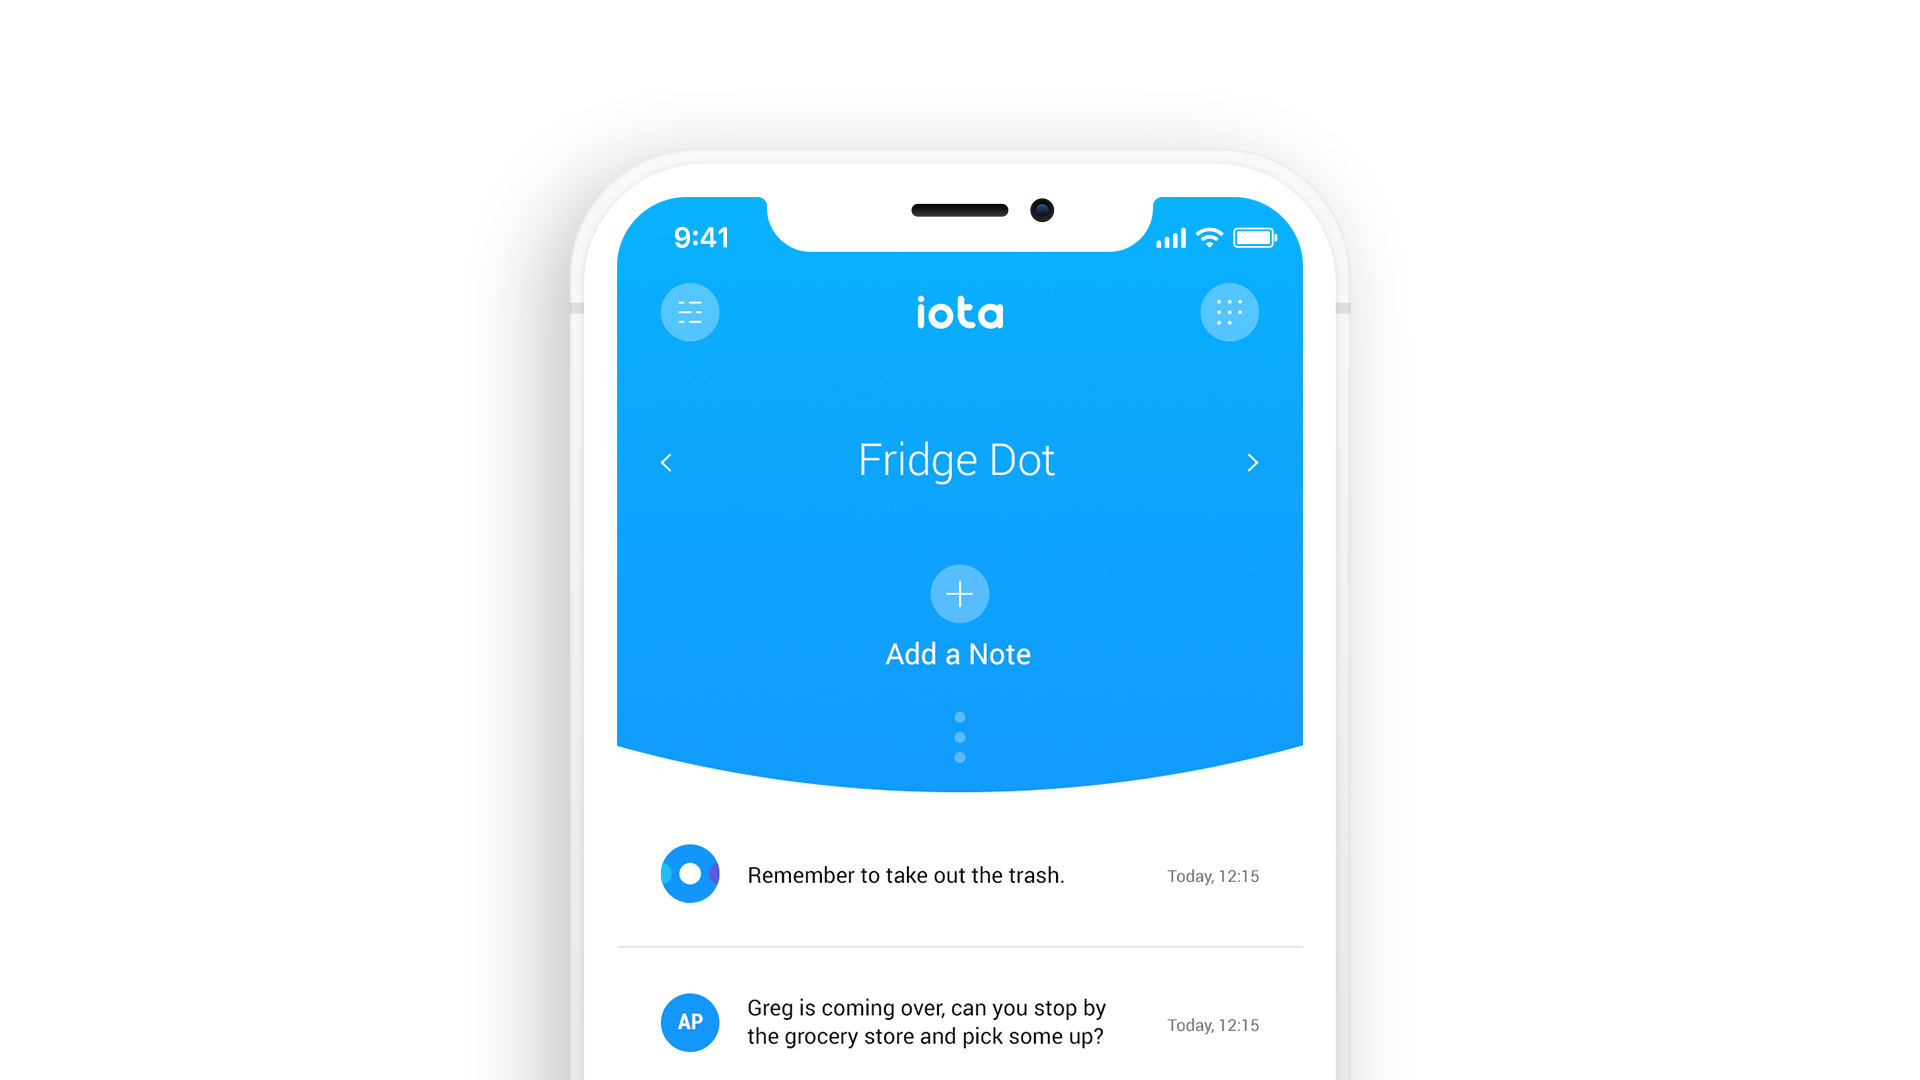 9:41
iota
Fridge Dot
Add a Note
Remember to take out the trash.
Today, 12:15
AP
Greg is coming over, can you stop by
the grocery store and pick some up?
Today, 12:15